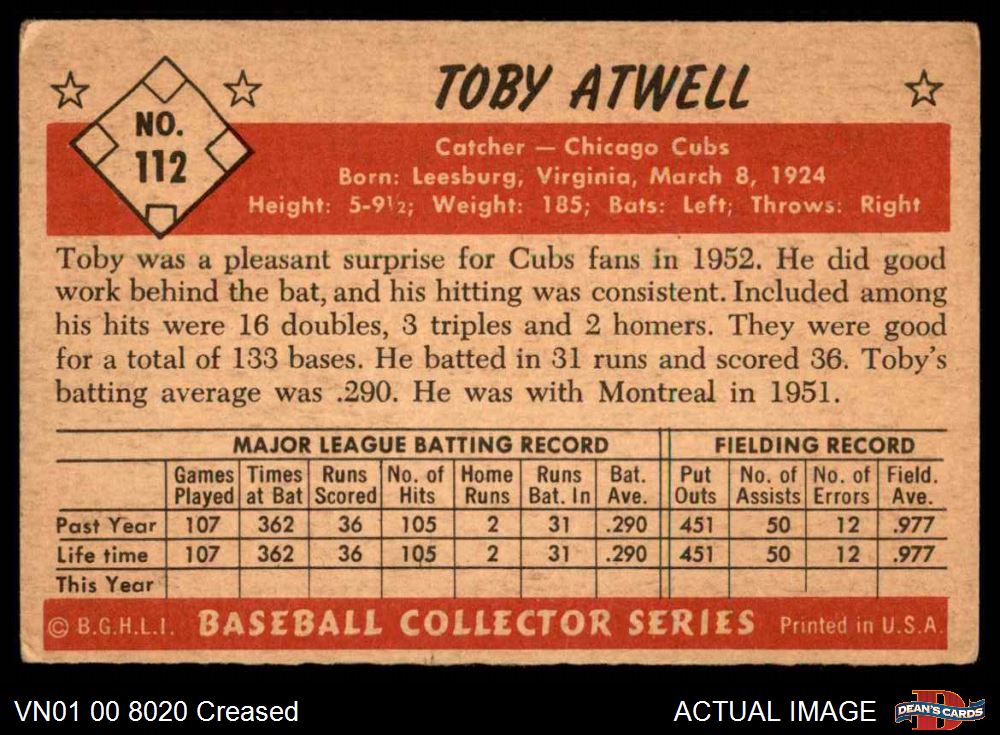 TOBY ATWELL
NO.
112
Catcher — Chicago Cubs
Born: Leesburg, Virginia, March 8, 1924
Height: 5-9½; Weight: 185; Bats: Left; Throws: Right
Toby was a pleasant surprise for Cubs fans in 1952. He did good
work behind the bat, and his hitting was consistent. Included among
his hits were 16 doubles, 3 triples and 2 homers. They were good
for a total of 133 bases. He batted in 31 runs and scored 36. Toby's
batting average was .290. He was with Montreal in 1951.
MAJOR LEAGUE BATTING RECORD FIELDING RECORD
Games Times Runs No. of Home Runs Bat. Put No. of No. of Field.
Played at Bat Scored Hits Runs Bat. In Ave. Outs Assists Errors Ave.
Past Year 107 362 36 105 2 31 .290 451 50 12 .977
Life time 107 362 36 105 2 31 .290 451 50 12 .977
This Year
© B.G.H.L.I. BASEBALL COLLECTOR SERIES Printed in U.S.A.
VN01 00 8020 Creased ACTUAL IMAGE D DEAN'S CARDS